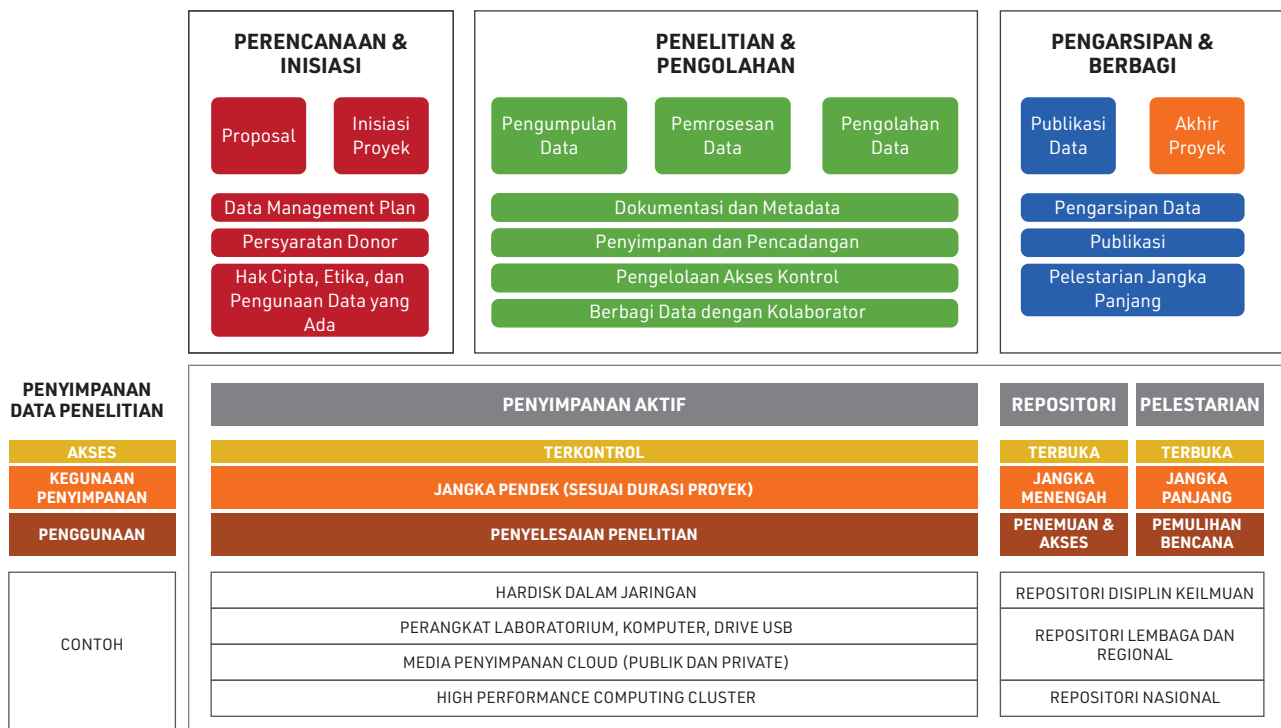 PERENCANAAN &
INISIASI
Proposal
Inisiasi
Proyek
Data Management Plan
Persyaratan Donor
Hak Cipta, Etika, dan
Pengunaan Data yang
Ada
PENELITIAN &
PENGOLAHAN
Pengumpulan
Data
Pemrosesan
Data
Pengolahan
Data
Dokumentasi dan Metadata
Penyimpanan dan Pencadangan
Pengelolaan Akses Kontrol
Berbagi Data dengan Kolaborator
PENGARSIPAN &
BERBAGI
Publikasi
Data
Akhir
Proyek
Pengarsipan Data
Publikasi
Pelestarian Jangka
Panjang
PENYIMPANAN
DATA PENELITIAN
PENYIMPANAN AKTIF
REPOSITORI
PELESTARIAN
AKSES
TERKONTROL
TERBUKA
TERBUKA
KEGUNAAN
PENYIMPANAN
JANGKA PENDEK (SESUAI DURASI PROYEK)
JANGKA
MENENGAH
JANGKA
PANJANG
PENGGUNAAN
PENYELESAIAN PENELITIAN
PENEMUAN &
AKSES
PEMULIHAN
BENCANA
CONTOH
HARDISK DALAM JARINGAN
PERANGKAT LABORATORIUM, KOMPUTER, DRIVE USB
MEDIA PENYIMPANAN CLOUD (PUBLIK DAN PRIVATE)
HIGH PERFORMANCE COMPUTING CLUSTER
REPOSITORI DISIPLIN KEILMUAN
REPOSITORI LEMBAGA DAN
REGIONAL
REPOSITORI NASIONAL